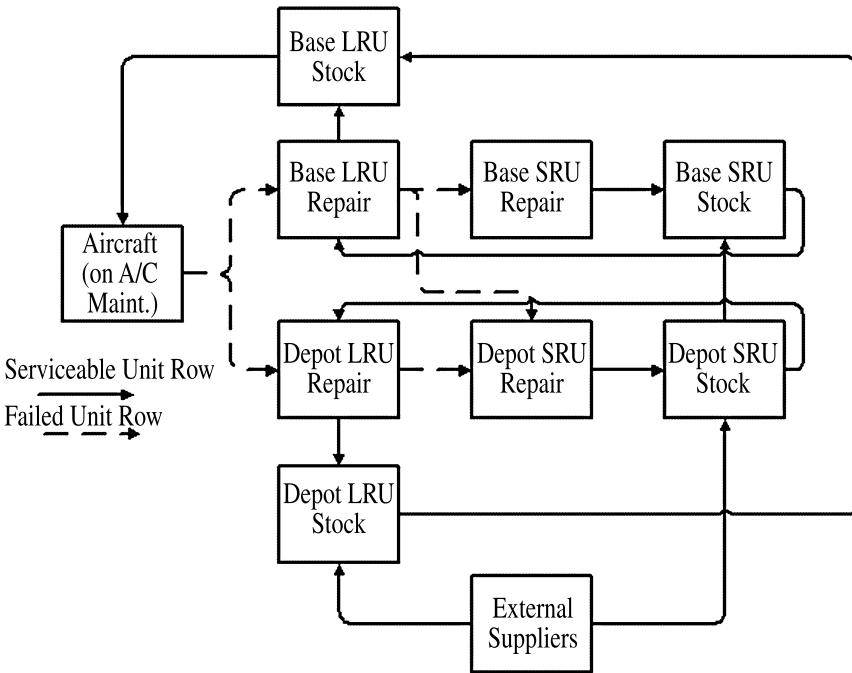 Base LRU
Stock
Base LRU
Repair
Base SRU
Repair
Base SRU
Stock
Aircraft
(on A/C
Maint.)
Depot LRU
Repair
Depot SRU
Repair
Depot SRU
Stock
Serviceable Unit Row
Failed Unit Row
Depot LRU
Stock
External
Suppliers